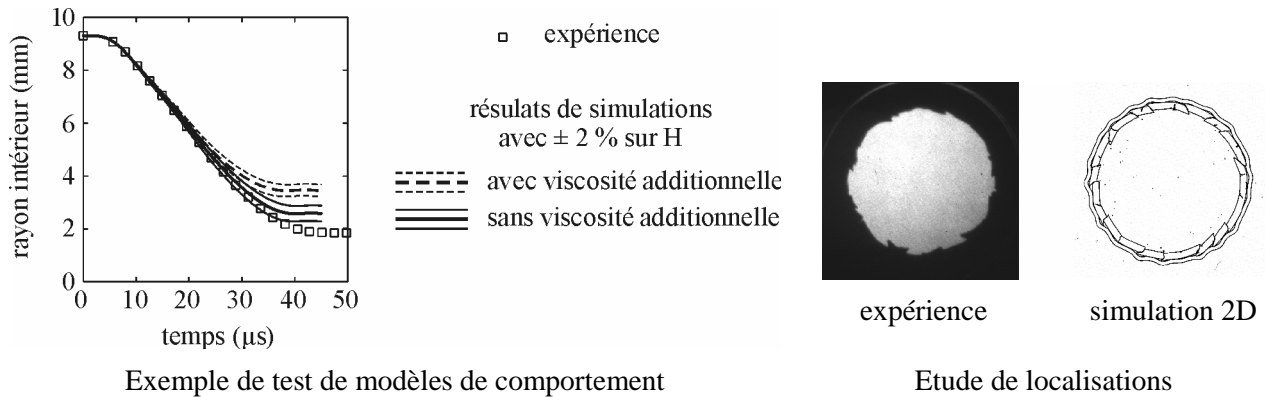 10
8
6
4
2
0
rayon intérieur (mm)
0 10 20 30 40 50
temps (µs)
expérience
résulats de simulations
avec ± 2 % sur H
avec viscosité additionnelle
sans viscosité additionnelle
expérience
simulation 2D
Exemple de test de modèles de comportement
Etude de localisations